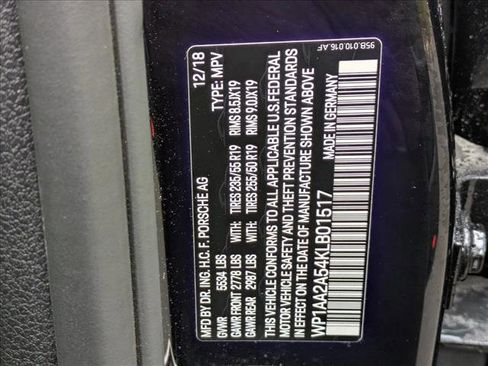 MFD BY DR. ING. H.C. F. PORSCHE AG 12/18
GVWR 5634 LBS TYPE: MPV
GAWR FRONT 2778 LBS WITH: TIRES 235/55 R19 RIMS 8.5JX19
GAWR REAR 2987 LBS WITH: TIRES 255/50 R19 RIMS 9.0JX19
THIS VEHICLE CONFORMS TO ALL APPLICABLE U.S.FEDERAL
MOTOR VEHICLE SAFETY AND THEFT PREVENTION STANDARDS
IN EFFECT ON THE DATE OF MANUFACTURE SHOWN ABOVE
WP1AA2A54KLB01517 MADE IN GERMANY
95B.010.016.AF